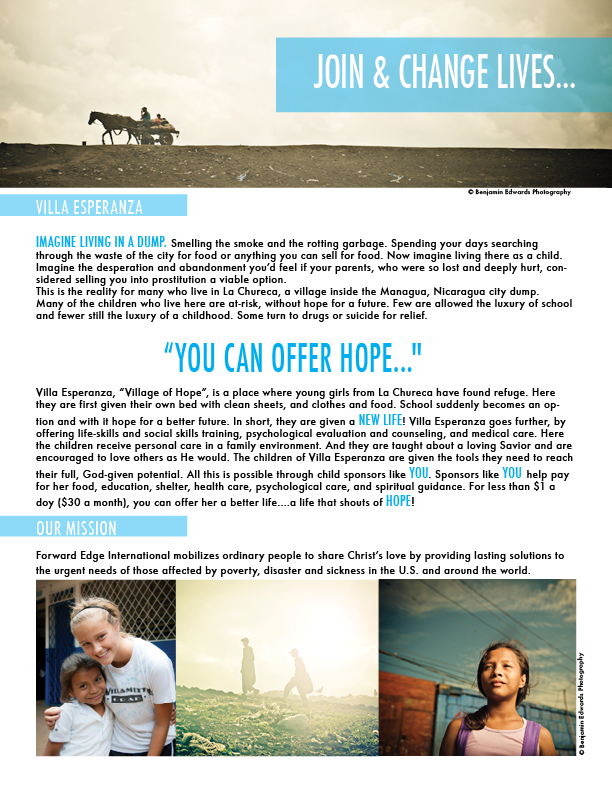 JOIN & CHANGE LIVES...
© Benjamin Edwards Photography
VILLA ESPERANZA
IMAGINE LIVING IN A DUMP. Smelling the smoke and the rotting garbage. Spending your days searching
through the waste of the city for food or anything you can sell for food. Now imagine living there as a child.
Imagine the desperation and abandonment you'd feel if your parents, who were so lost and deeply hurt, con-
sidered selling you into prostitution a viable option.
This is the reality for many who live in La Chureca, a village inside the Managua, Nicaragua city dump.
Many of the children who live here are at-risk, without hope for a future. Few are allowed the luxury of school
and fewer still the luxury of a childhood. Some turn to drugs or suicide for relief.
“YOU CAN OFFER HOPE..."
Villa Esperanza, “Village of Hope”, is a place where young girls from La Chureca have found refuge. Here
they are first given their own bed with clean sheets, and clothes and food. School suddenly becomes an op-
tion and with it hope for a better future. In short, they are given a NEW LIFE! Villa Esperanza goes further, by
offering life-skills and social skills training, psychological evaluation and counseling, and medical care. Here
the children receive personal care in a family environment. And they are taught about a loving Savior and are
encouraged to love others as He would. The children of Villa Esperanza are given the tools they need to reach
their full, God-given potential. All this is possible through child sponsors like YOU. Sponsors like YOU help pay
for her food, education, shelter, health care, psychological care, and spiritual guidance. For less than $1 a
day ($30 a month), you can offer her a better life....a life that shouts of HOPE!
OUR MISSION
Forward Edge International mobilizes ordinary people to share Christ's love by providing lasting solutions to
the urgent needs of those affected by poverty, disaster and sickness in the U.S. and around the world.
© Benjamin Edwards Photography